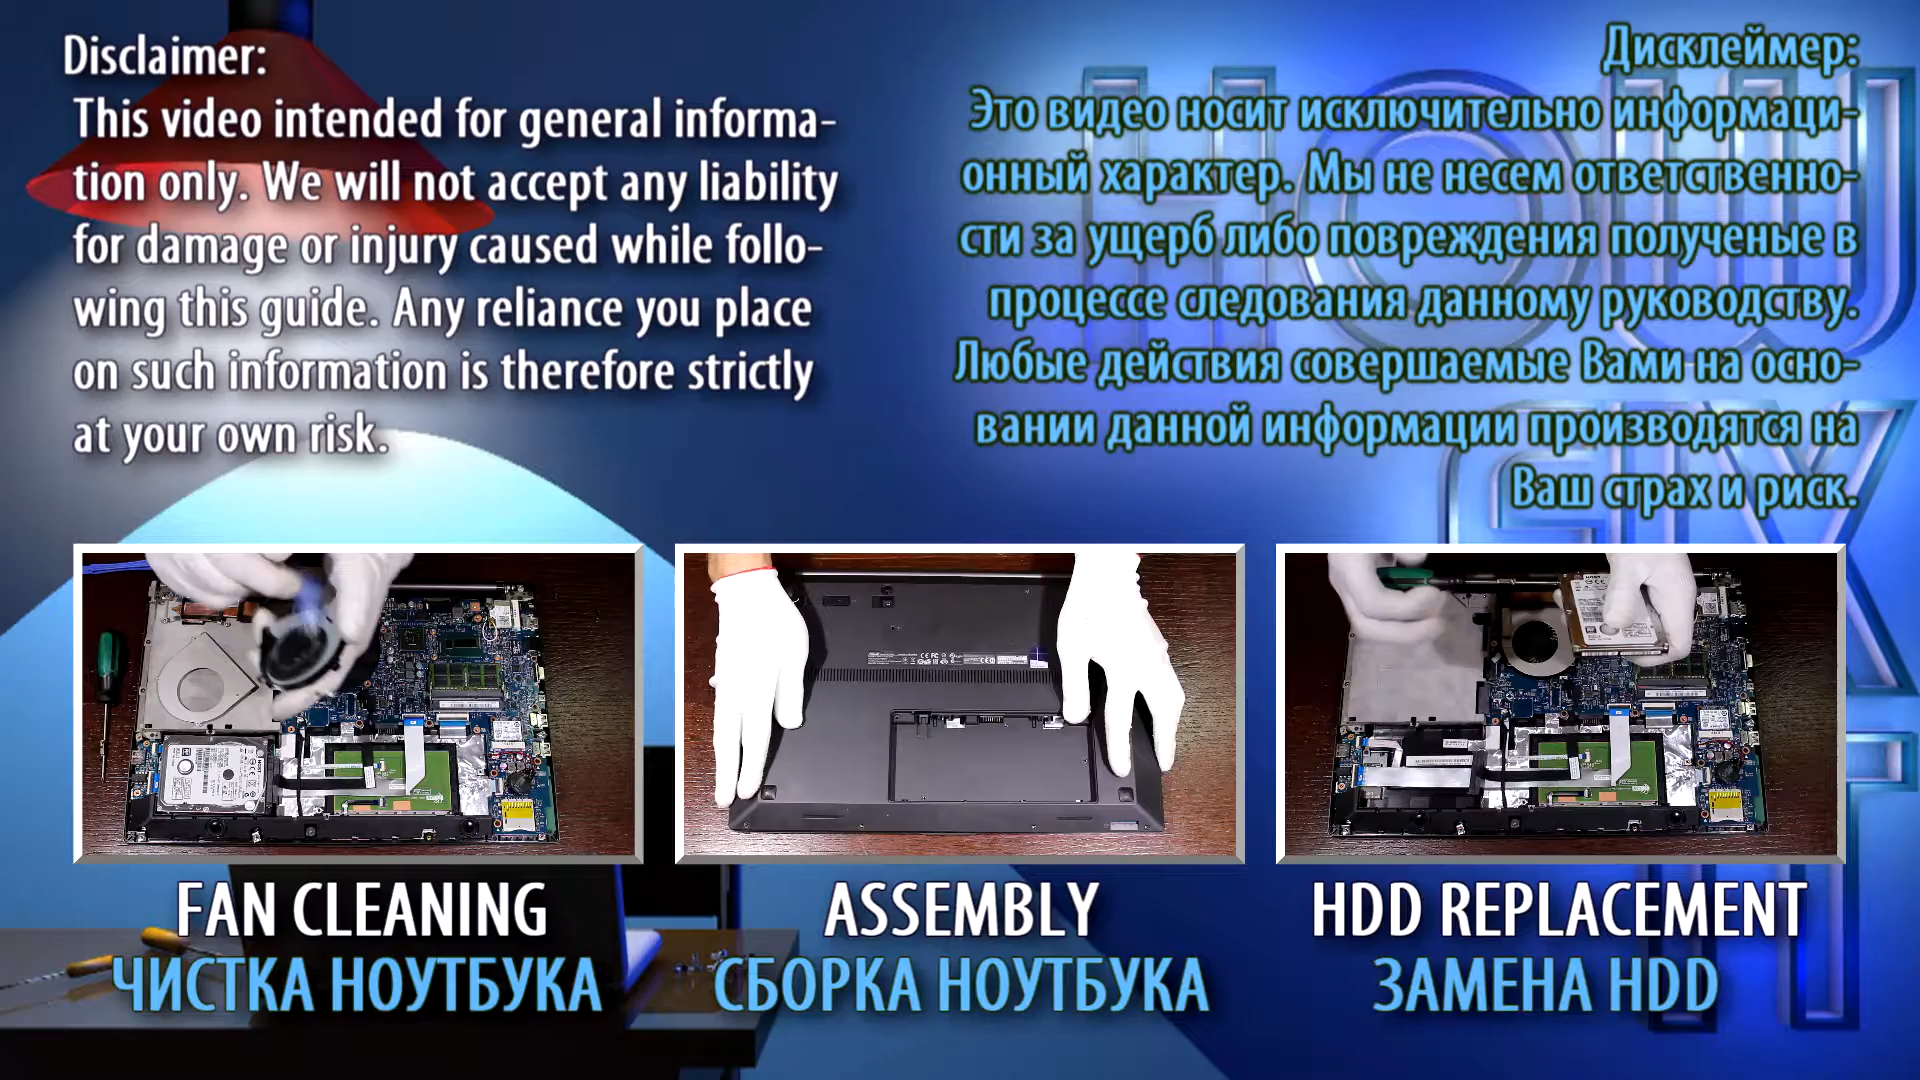 Disclaimer:
This video intended for general informa-
tion only. We will not accept any liability
for damage or injury caused while follo-
wing this guide. Any reliance you place
on such information is therefore strictly
at your own risk.
Дисклеймер:
Это видео носит исключительно информаци-
онный характер. Мы не несем ответственно-
сти за ущерб либо повреждения полученые в
процессе следования данному руководству.
Любые действия совершаемые Вами на осно-
вании данной информации производятся на
Ваш страх и риск.
FAN CLEANING
ЧИСТКА НОУТБУКА
ASSEMBLY
СБОРКА НОУТБУКА
HDD REPLACEMENT
ЗАМЕНА HDD